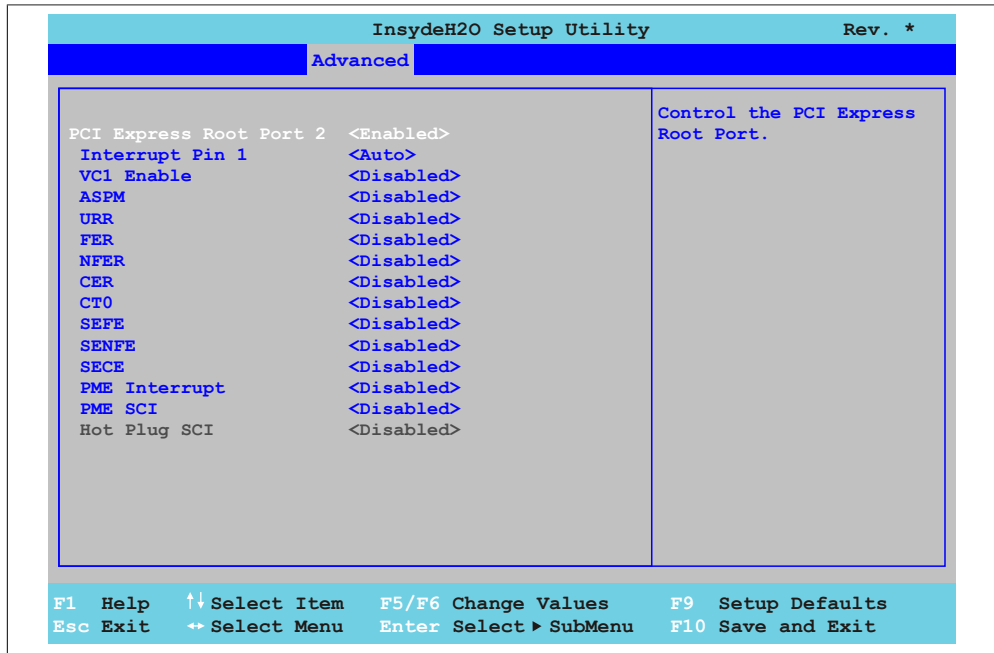 InsydeH2O Setup Utility Rev. *
Advanced
Control the PCI Express
Root Port.
PCI Express Root Port 2 <Enabled>
Interrupt Pin 1 <Auto>
VC1 Enable <Disabled>
ASPM <Disabled>
URR <Disabled>
FER <Disabled>
NFER <Disabled>
CER <Disabled>
CT0 <Disabled>
SEFE <Disabled>
SENFE <Disabled>
SECE <Disabled>
PME Interrupt <Disabled>
PME SCI <Disabled>
Hot Plug SCI <Disabled>
F1 Help ↑↓ Select Item F5/F6 Change Values F9 Setup Defaults
Esc Exit ↔ Select Menu Enter Select ▶ SubMenu F10 Save and Exit